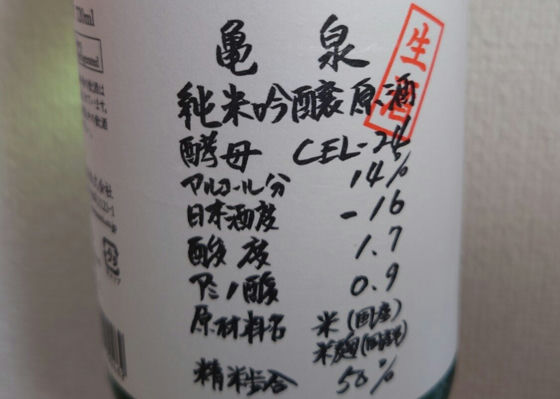 亀泉
純米吟醸原酒
生酒
酵母 CEL-24
アルコール分 14%
日本酒度 -16
酸度 1.7
アミノ酸 0.9
原材料名 米(国産)
米麹(国産米)
精米歩合 50%
720ml